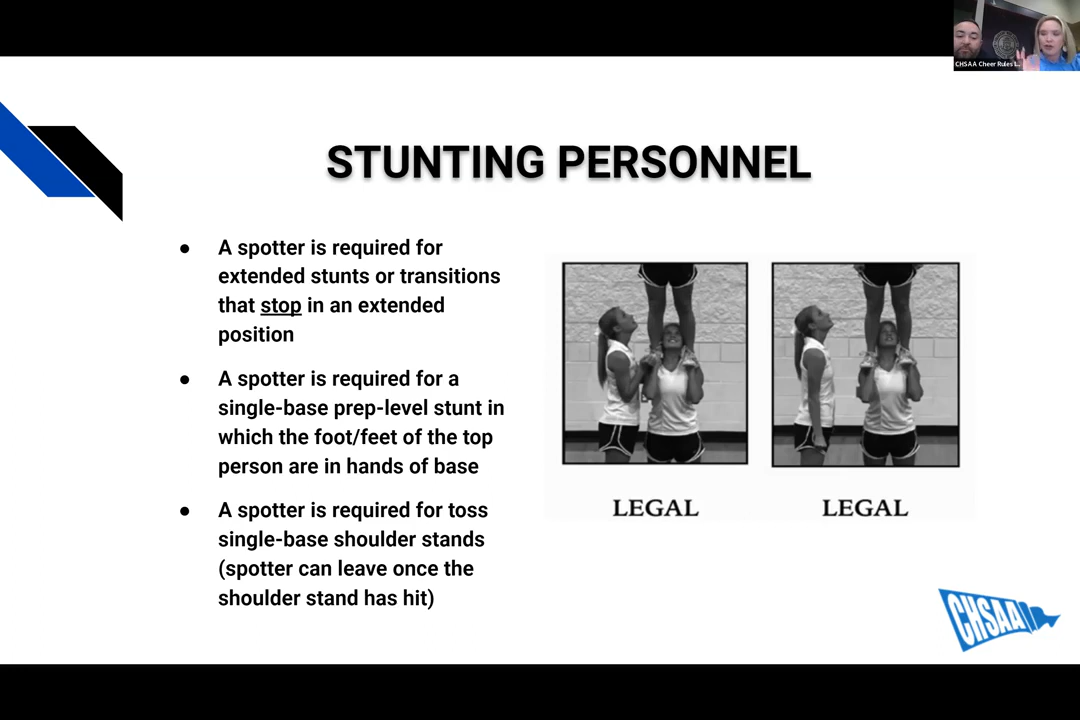 CHSAA Cheer Rules
STUNTING PERSONNEL
● A spotter is required for
extended stunts or transitions
that stop in an extended
position
● A spotter is required for a
single-base prep-level stunt in
which the foot/feet of the top
person are in hands of base
● A spotter is required for toss
single-base shoulder stands
(spotter can leave once the
shoulder stand has hit)
LEGAL
LEGAL
CHSAA